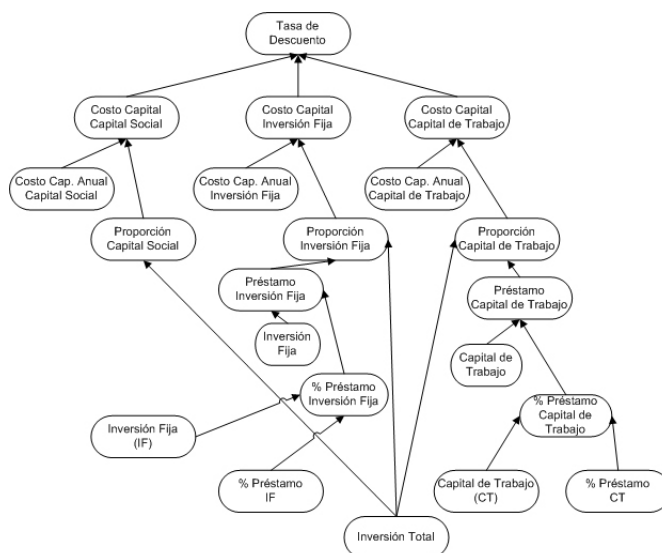 Tasa de
Descuento
Costo Capital
Capital Social
Costo Capital
Inversión Fija
Costo Capital
Capital de Trabajo
Costo Cap. Anual
Capital Social
Costo Cap. Anual
Inversión Fija
Costo Cap. Anual
Capital de Trabajo
Proporción
Capital Social
Proporción
Inversión Fija
Proporción
Capital de Trabajo
Préstamo
Inversión Fija
Préstamo
Capital de Trabajo
Inversión
Fija
Capital de
Trabajo
% Préstamo
Inversión Fija
% Préstamo
Capital de
Trabajo
Inversión Fija
(IF)
% Préstamo
IF
Capital de Trabajo
(CT)
% Préstamo
CT
Inversión Total